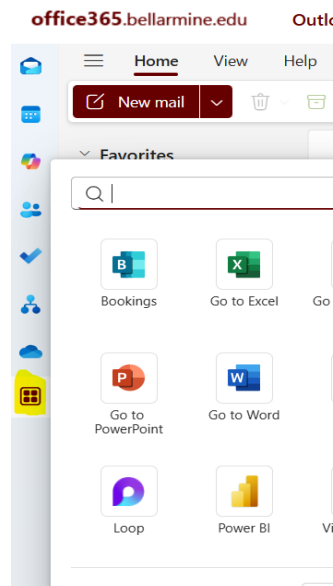 office365.bellarmine.edu Outlo
Home View Help
New mail
Favorites
Bookings Go to Excel Go
Go to PowerPoint Go to Word
Loop Power BI Vi